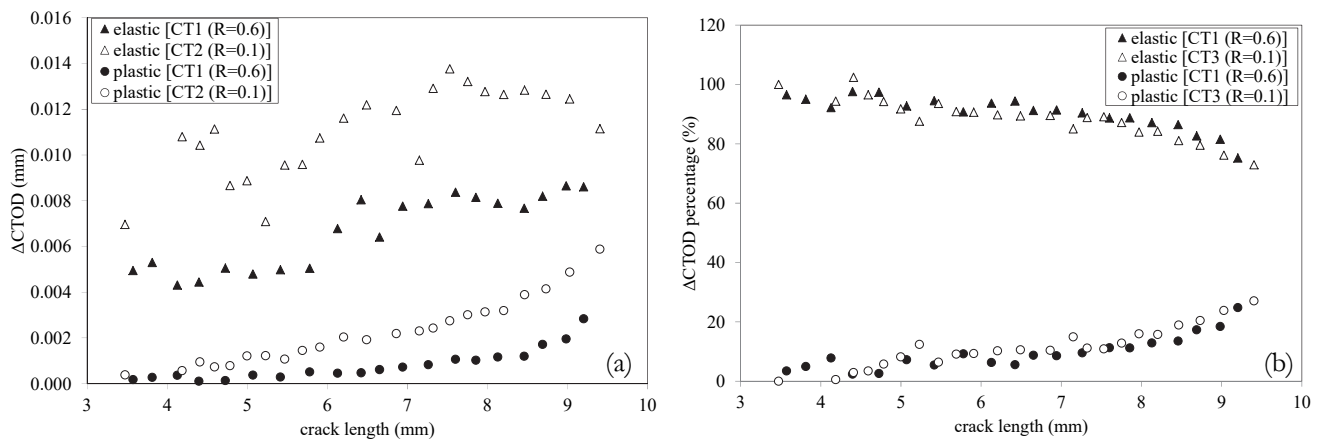 0.016
0.014
0.012
0.010
0.008
0.006
0.004
0.002
0.000
ΔCTOD (mm)
elastic [CT1 (R=0.6)]
elastic [CT2 (R=0.1)]
plastic [CT1 (R=0.6)]
plastic [CT2 (R=0.1)]
(a)
3 4 5 6 7 8 9 10
crack length (mm)
120
100
80
60
40
20
0
ΔCTOD percentage (%)
elastic [CT1 (R=0.6)]
elastic [CT3 (R=0.1)]
plastic [CT1 (R=0.6)]
plastic [CT3 (R=0.1)]
(b)
3 4 5 6 7 8 9 10
crack length (mm)